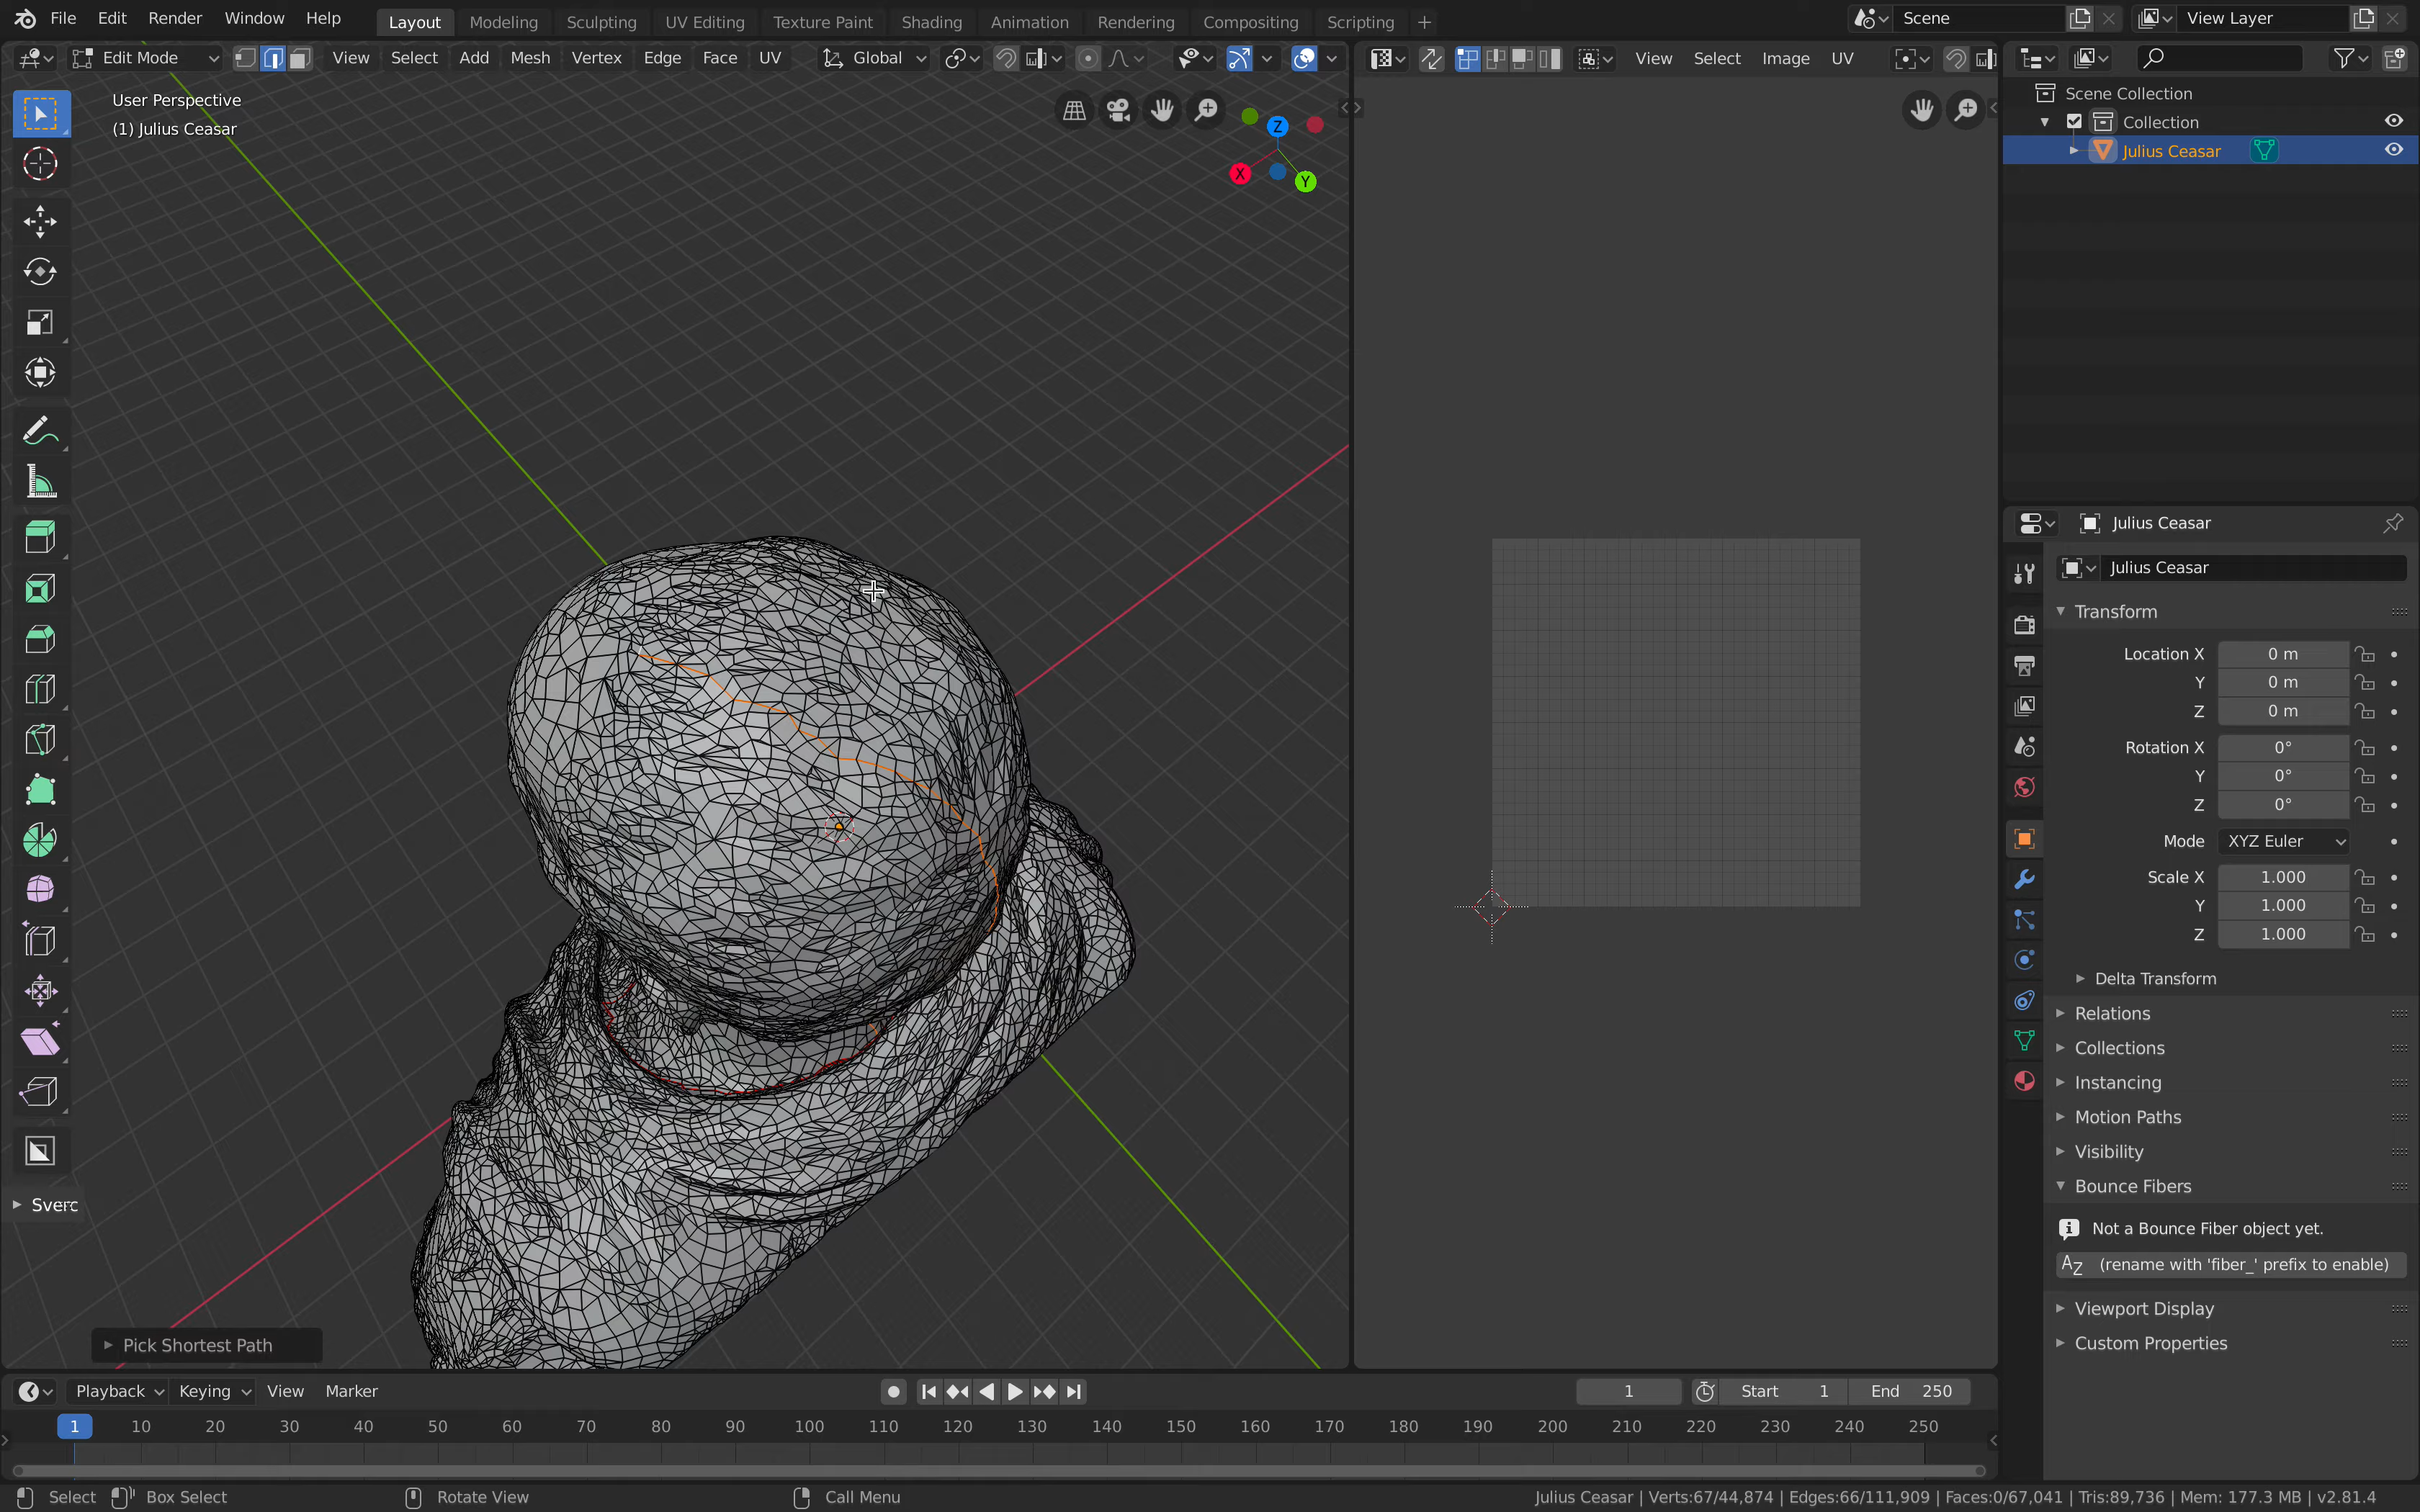 File Edit Render Window Help Layout Modeling Sculpting UV Editing Texture Paint Shading Animation Rendering Compositing Scripting + Scene View Layer
Edit Mode View Select Add Mesh Vertex Edge Face UV Global View Select Image UV
User Perspective
(1) Julius Ceasar
Z
X
Y
Scene Collection
Collection
Julius Ceasar
Julius Ceasar
Julius Ceasar
Transform
Location X 0 m
Y 0 m
Z 0 m
Rotation X 0°
Y 0°
Z 0°
Mode XYZ Euler
Scale X 1.000
Y 1.000
Z 1.000
Delta Transform
Relations
Collections
Instancing
Motion Paths
Visibility
Bounce Fibers
Not a Bounce Fiber object yet.
AZ (rename with 'fiber_' prefix to enable)
Viewport Display
Custom Properties
Sverc
Pick Shortest Path
Playback Keying View Marker 1 Start 1 End 250
1 10 20 30 40 50 60 70 80 90 100 110 120 130 140 150 160 170 180 190 200 210 220 230 240 250
Select Box Select Rotate View Call Menu Julius Ceasar | Verts:67/44,874 | Edges:66/111,909 | Faces:0/67,041 | Tris:89,736 | Mem: 177.3 MB | v2.81.4